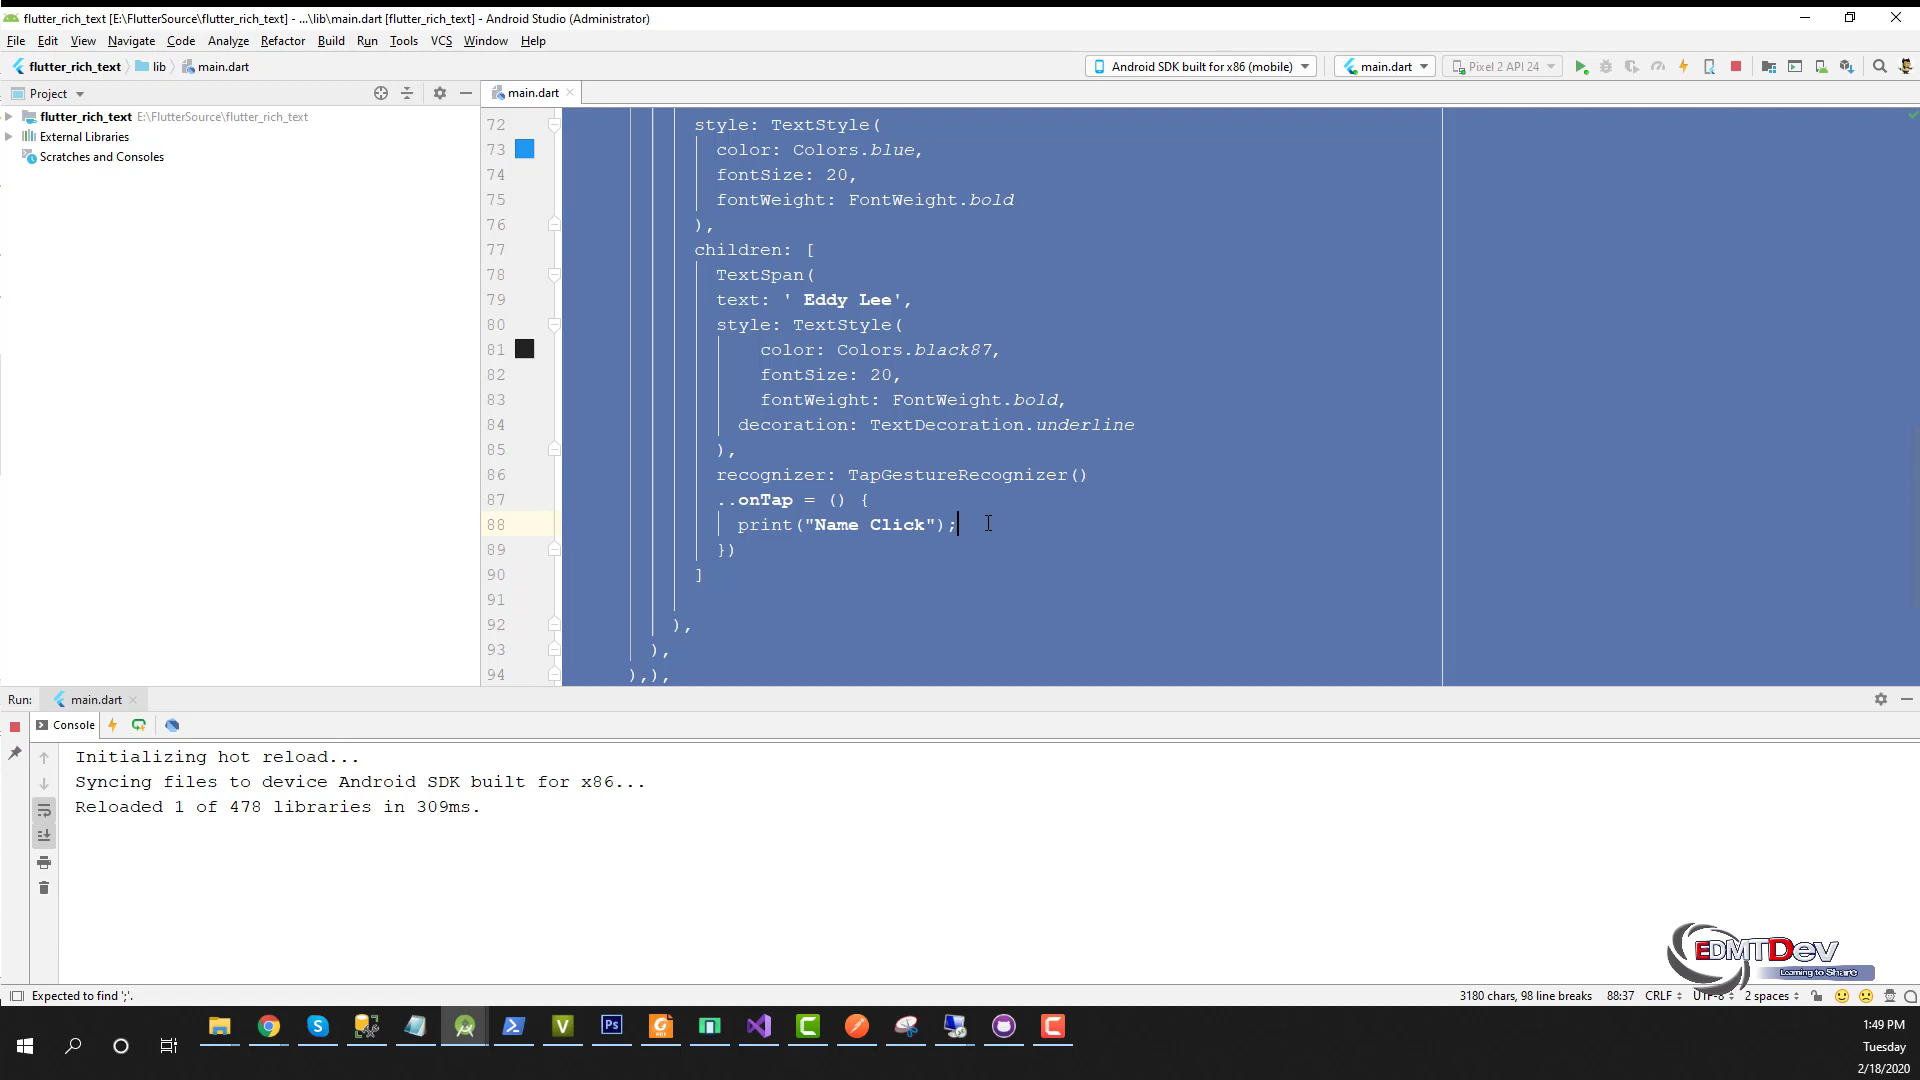 flutter_rich_text [E:\FlutterSource\flutter_rich_text] - ...\lib\main.dart [flutter_rich_text] - Android Studio (Administrator)
File Edit View Navigate Code Analyze Refactor Build Run Tools VCS Window Help
flutter_rich_text lib main.dart Android SDK built for x86 (mobile) main.dart Pixel 2 API 24
Project main.dart
flutter_rich_text E:\FlutterSource\flutter_rich_text
External Libraries
Scratches and Consoles
72 style: TextStyle(
73 color: Colors.blue,
74 fontSize: 20,
75 fontWeight: FontWeight.bold
76 ),
77 children: [
78 TextSpan(
79 text: ' Eddy Lee',
80 style: TextStyle(
81 color: Colors.black87,
82 fontSize: 20,
83 fontWeight: FontWeight.bold,
84 decoration: TextDecoration.underline
85 ),
86 recognizer: TapGestureRecognizer()
87 ..onTap = () {
88 print("Name Click");
89 })
90 ]
91
92 ),
93 ),
94 ),),
Run: main.dart
Console
Initializing hot reload...
Syncing files to device Android SDK built for x86...
Reloaded 1 of 478 libraries in 309ms.
EDMTDev
Learning to Share
Expected to find ';'. 3180 chars, 98 line breaks 88:37 CRLF UTF-8 2 spaces
1:49 PM
Tuesday
2/18/2020